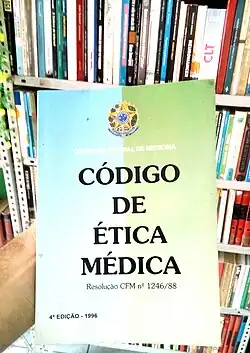 CLT
CONSELHO FEDERAL DE MEDICINA
CÓDIGO
DE
ÉTICA
MÉDICA
Resolução CFM nº 1246/88
4ª EDIÇÃO - 1996